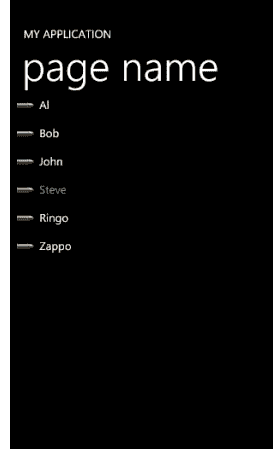 MY APPLICATION
page name
Al
Bob
John
Steve
Ringo
Zappo